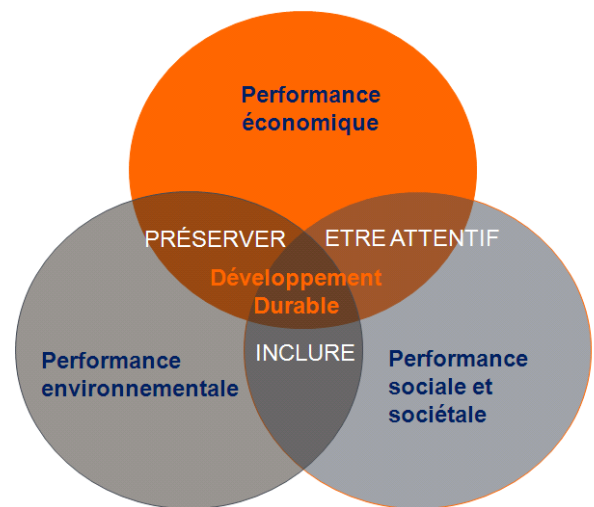 Performance
économique
PRÉSERVER
ETRE ATTENTIF
Développement
Durable
INCLURE
Performance
environnementale
Performance
sociale et
sociétale